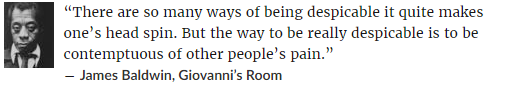 “There are so many ways of being despicable it quite makes
one’s head spin. But the way to be really despicable is to be
contemptuous of other people’s pain.”
― James Baldwin, Giovanni’s Room